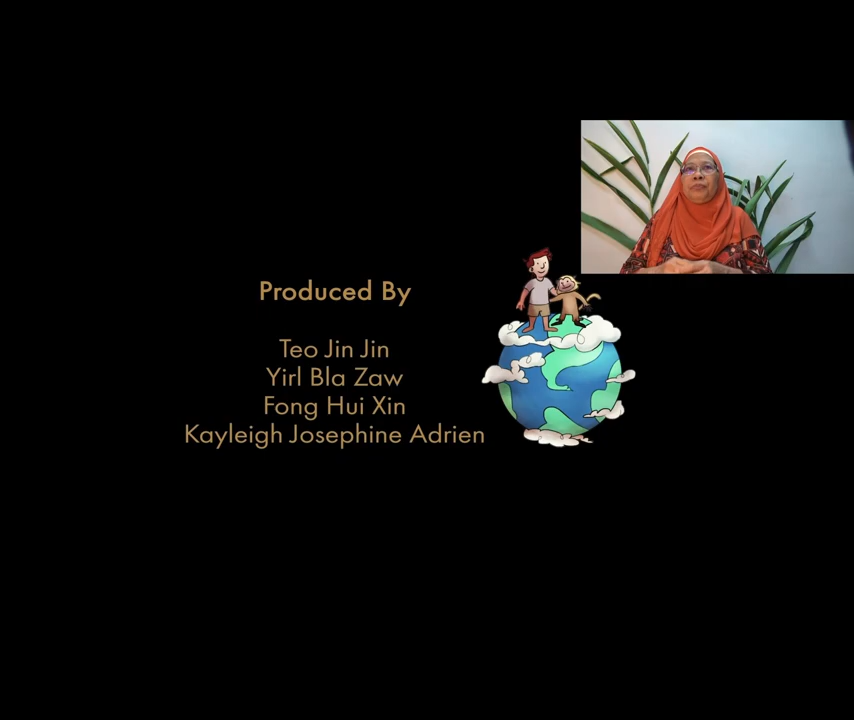 Produced By
Teo Jin Jin
Yirl Bla Zaw
Fong Hui Xin
Kayleigh Josephine Adrien